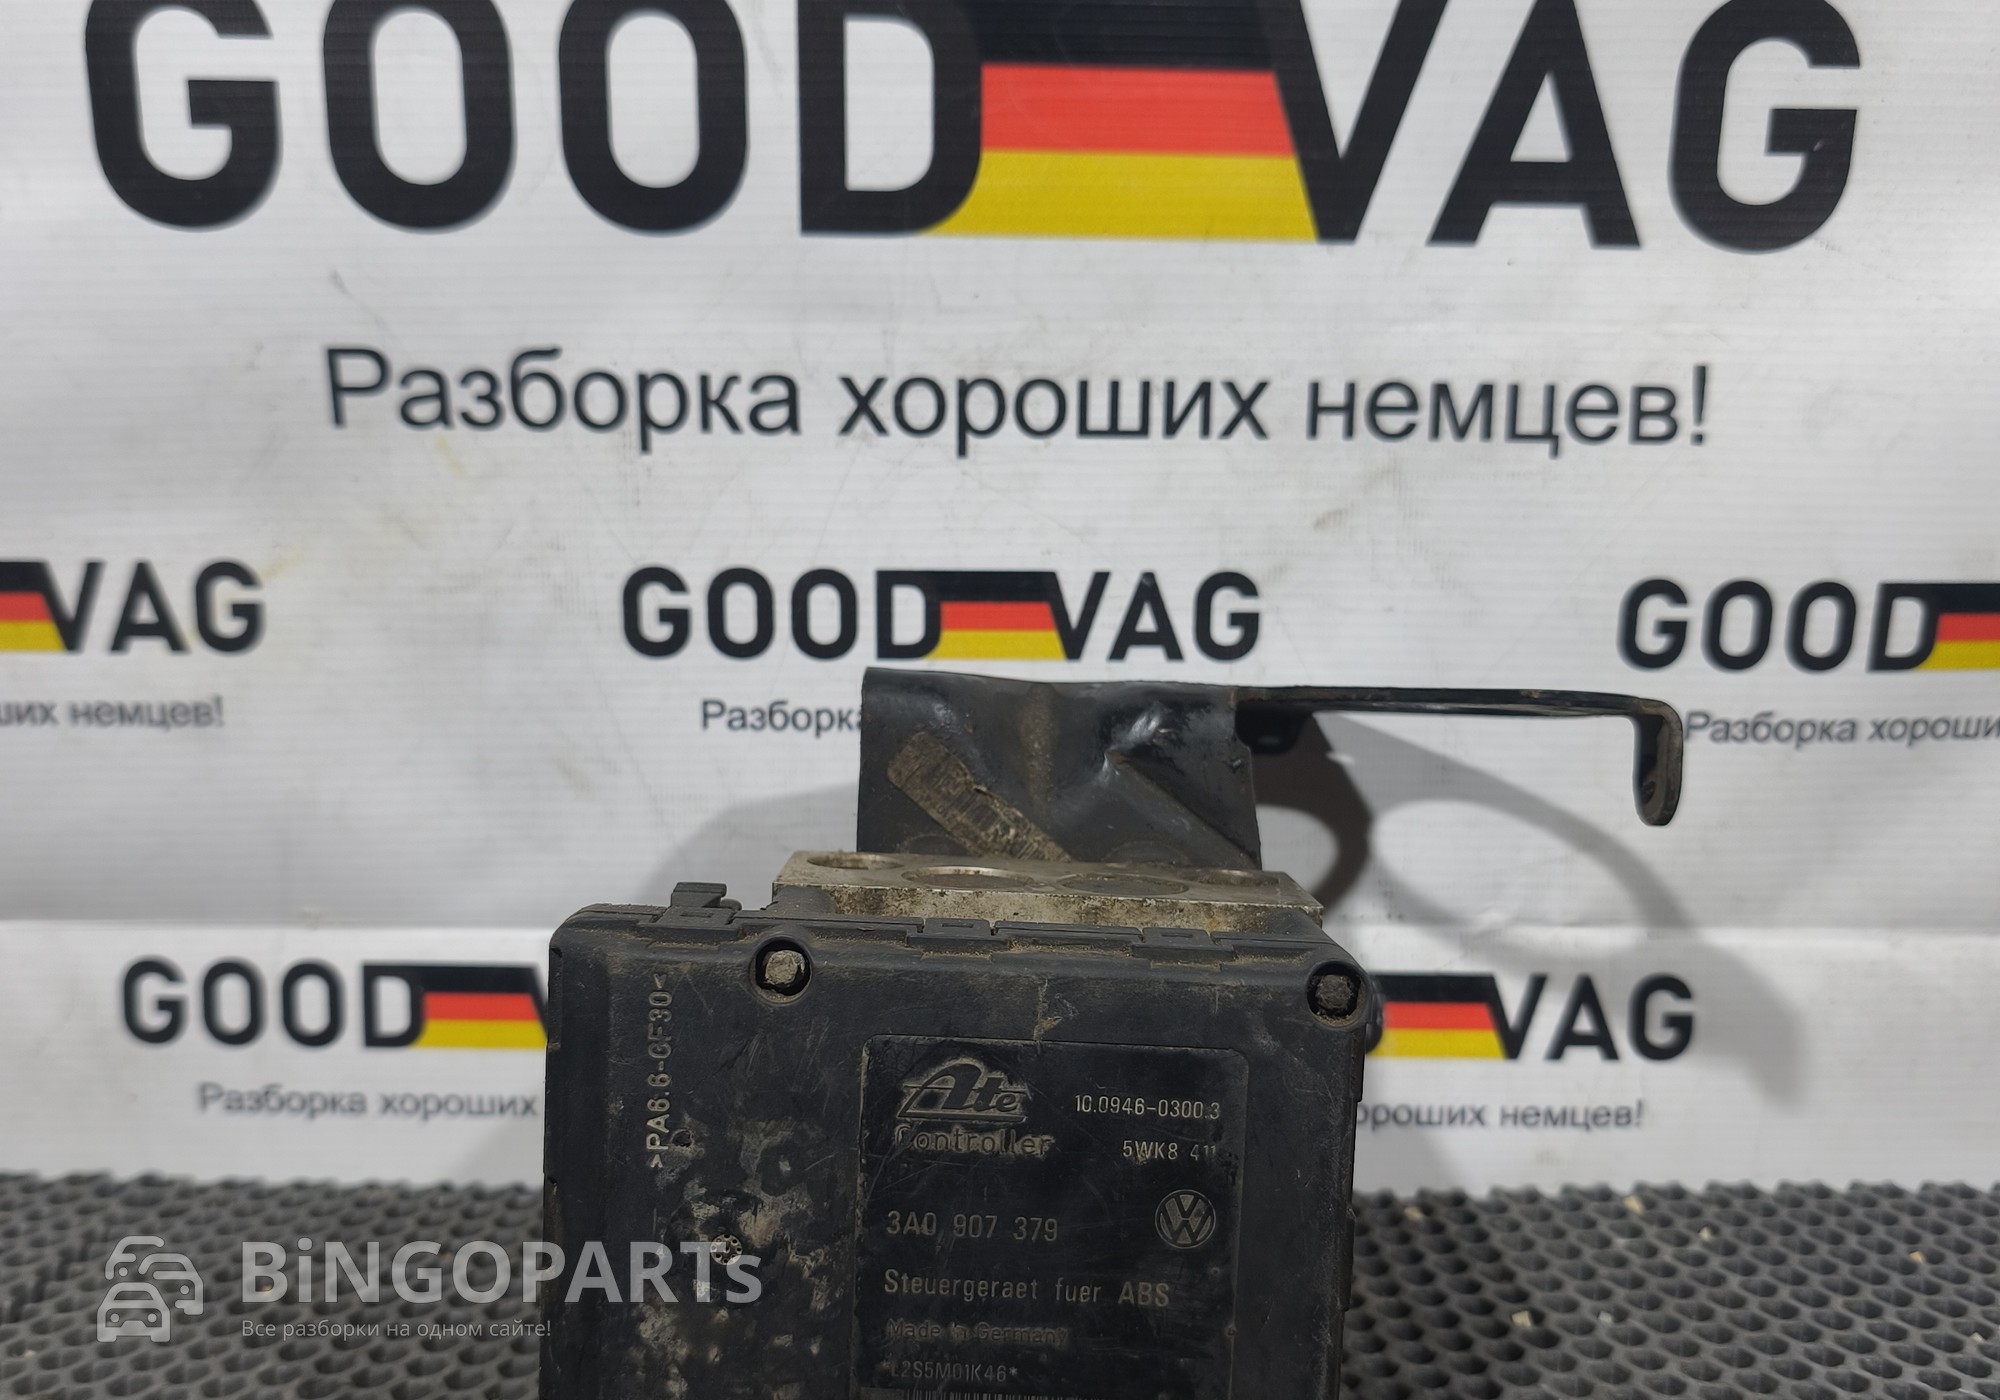 GOOD VAG
Разборка хороших немцев!
VAG
GOOD VAG
GOOD
ших немцев!
Разборка
Разборка хороши
GOOD
VAG
Разборка хороших
хороших немцев!
>PA6.6-GF30<
Ate
Controller
10.0946-0300.3
5WK8 411
3A0 907 379
Steuergeraet fuer ABS
Made in Germany
*L2S5M01K46*
BiNGOPARTs
Все разборки на одном сайте!